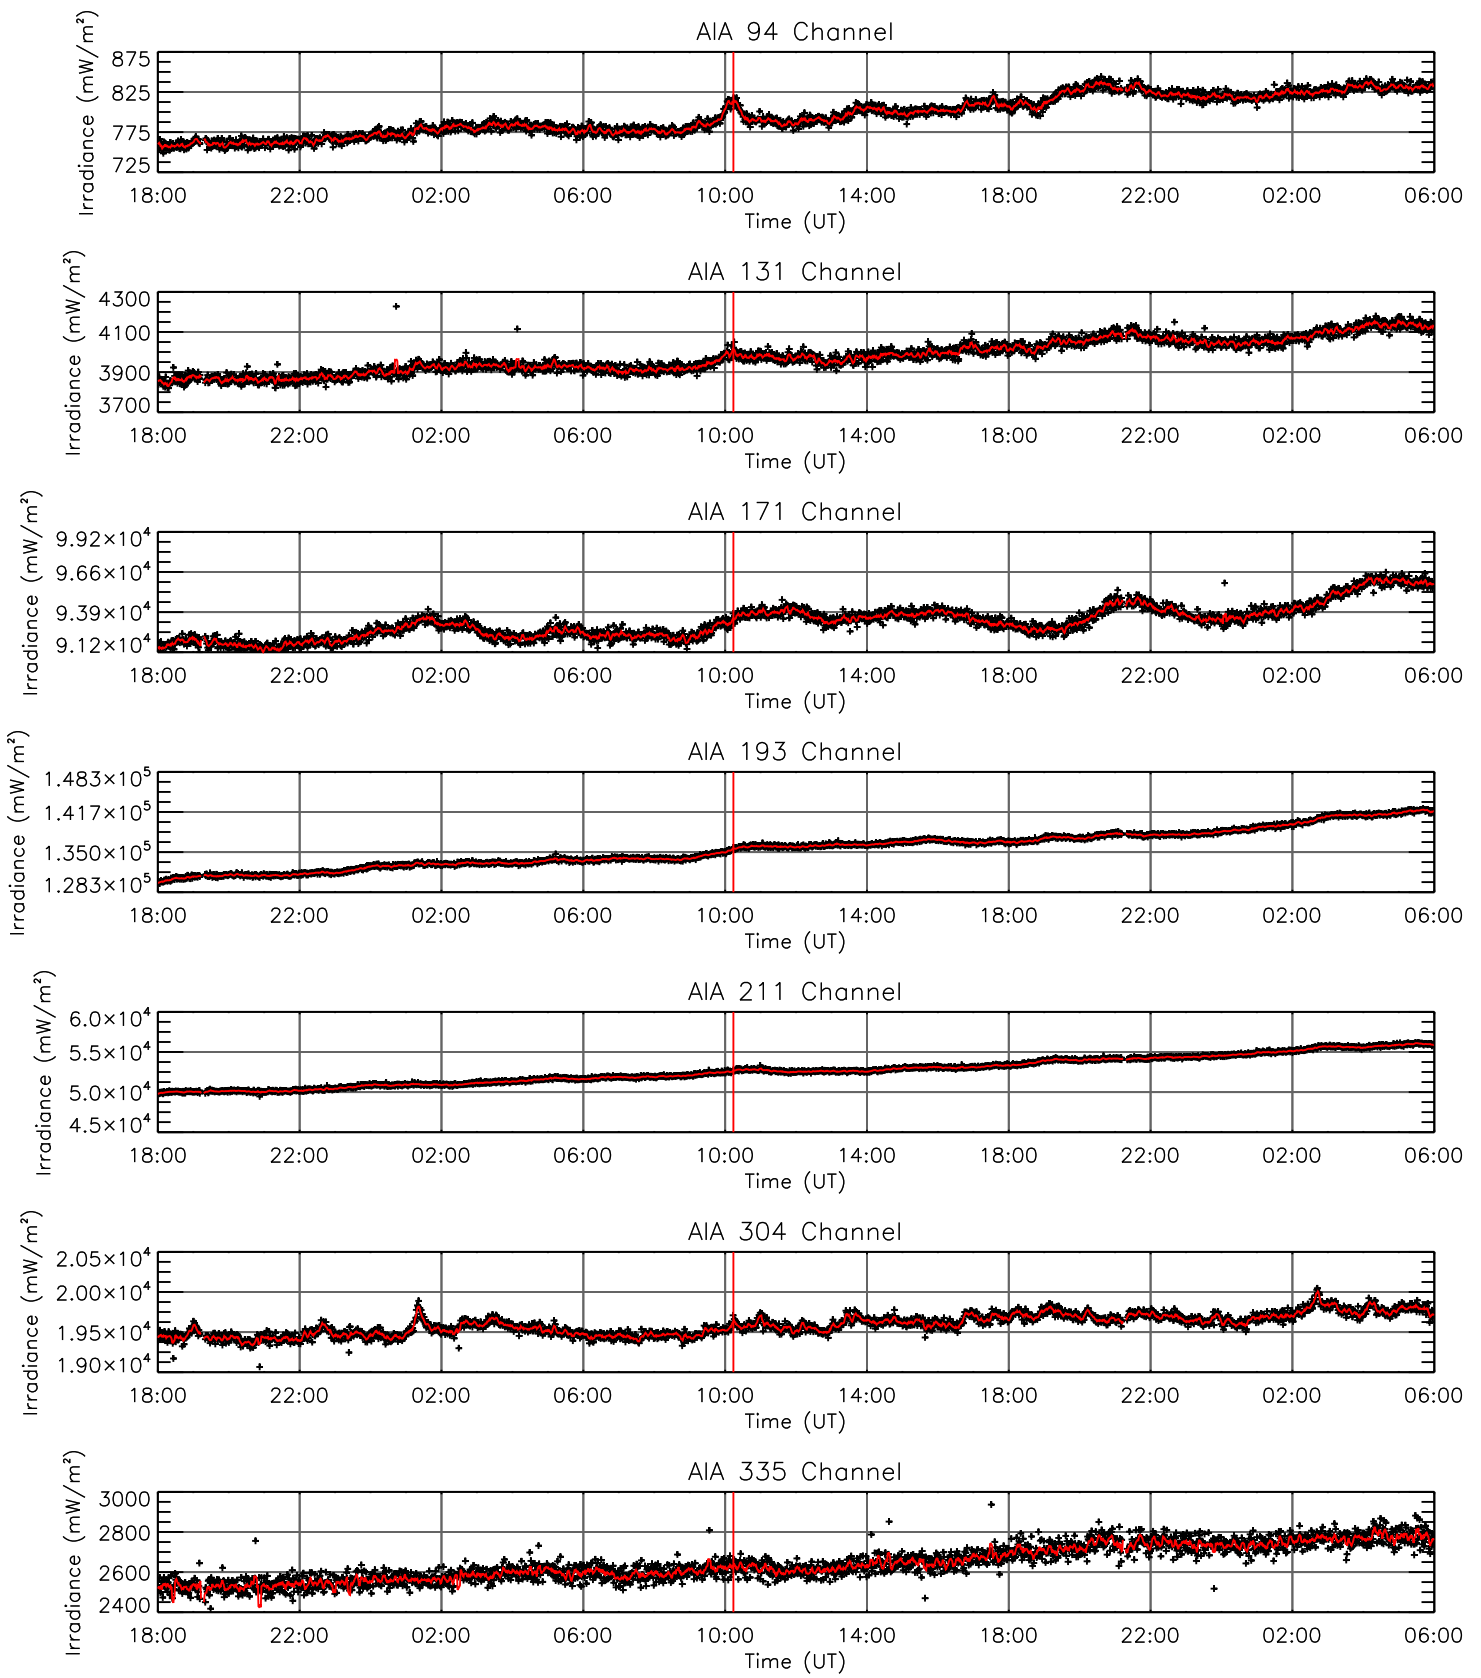 AIA 94 Channel
Irradiance (mW/m²)
875
825
775
725
18:00 22:00 02:00 06:00 10:00 14:00 18:00 22:00 02:00 06:00
Time (UT)
AIA 131 Channel
Irradiance (mW/m²)
4300
4100
3900
3700
18:00 22:00 02:00 06:00 10:00 14:00 18:00 22:00 02:00 06:00
Time (UT)
AIA 171 Channel
Irradiance (mW/m²)
9.92×10⁴
9.66×10⁴
9.39×10⁴
9.12×10⁴
18:00 22:00 02:00 06:00 10:00 14:00 18:00 22:00 02:00 06:00
Time (UT)
AIA 193 Channel
Irradiance (mW/m²)
1.483×10⁵
1.417×10⁵
1.350×10⁵
1.283×10⁵
18:00 22:00 02:00 06:00 10:00 14:00 18:00 22:00 02:00 06:00
Time (UT)
AIA 211 Channel
Irradiance (mW/m²)
6.0×10⁴
5.5×10⁴
5.0×10⁴
4.5×10⁴
18:00 22:00 02:00 06:00 10:00 14:00 18:00 22:00 02:00 06:00
Time (UT)
AIA 304 Channel
Irradiance (mW/m²)
2.05×10⁴
2.00×10⁴
1.95×10⁴
1.90×10⁴
18:00 22:00 02:00 06:00 10:00 14:00 18:00 22:00 02:00 06:00
Time (UT)
AIA 335 Channel
Irradiance (mW/m²)
3000
2800
2600
2400
18:00 22:00 02:00 06:00 10:00 14:00 18:00 22:00 02:00 06:00
Time (UT)